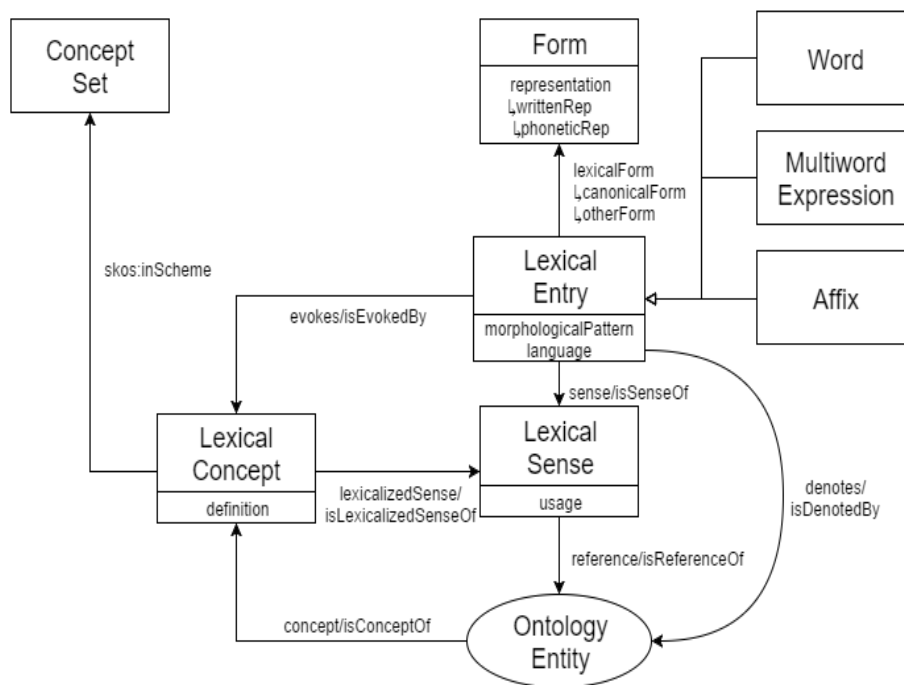 Concept
Set
Form
representation
↳writtenRep
↳phoneticRep
Word
Multiword
Expression
Affix
lexicalForm
↳canonicalForm
↳otherForm
Lexical
Entry
morphologicalPattern
language
skos:inScheme
evokes/isEvokedBy
sense/isSenseOf
Lexical
Concept
definition
lexicalizedSense/
isLexicalizedSenseOf
Lexical
Sense
usage
denotes/
isDenotedBy
reference/isReferenceOf
concept/isConceptOf
Ontology
Entity